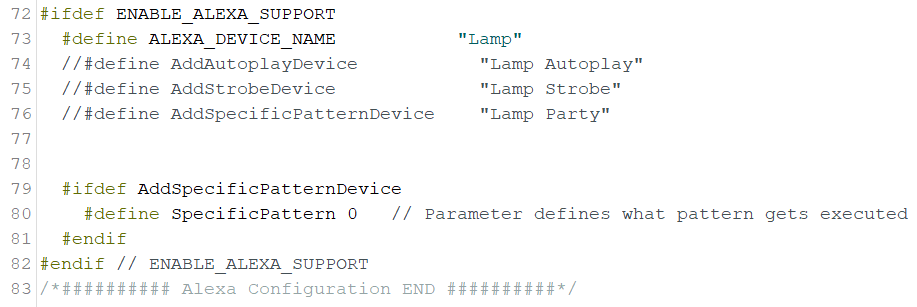 72 #ifdef ENABLE_ALEXA_SUPPORT
73   #define ALEXA_DEVICE_NAME           "Lamp"
74   //#define AddAutoplayDevice           "Lamp Autoplay"
75   //#define AddStrobeDevice             "Lamp Strobe"
76   //#define AddSpecificPatternDevice    "Lamp Party"
77
78
79   #ifdef AddSpecificPatternDevice
80     #define SpecificPattern 0   // Parameter defines what pattern gets executed
81   #endif
82 #endif // ENABLE_ALEXA_SUPPORT
83 /*########## Alexa Configuration END ##########*/